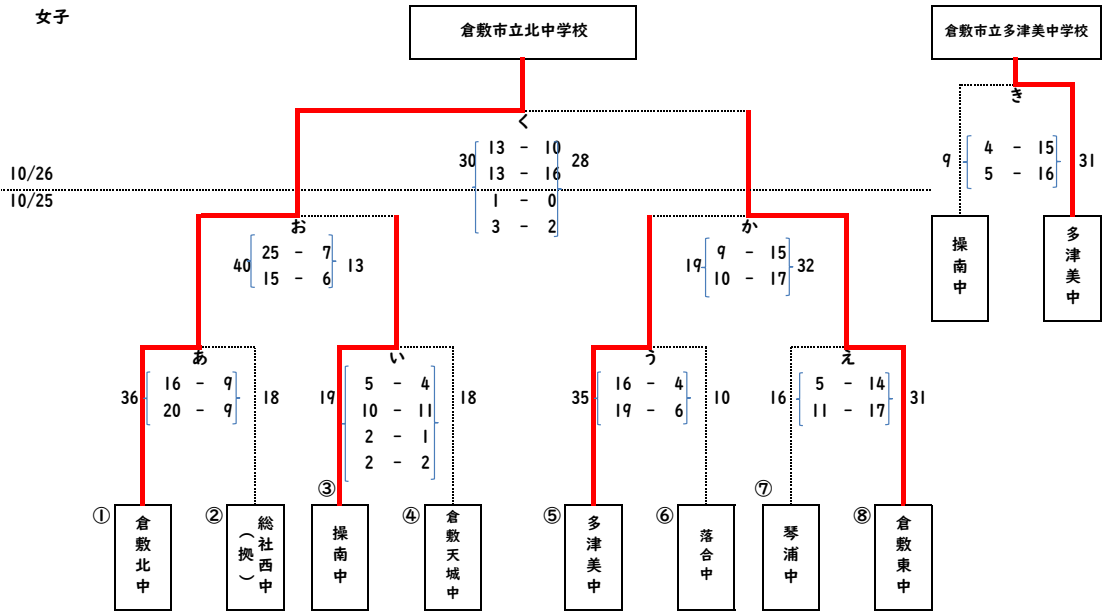 女子
倉敷市立北中学校
倉敷市立多津美中学校
き
く
30
13 - 10
13 - 16
1 - 0
3 - 2
28
9
4 - 15
5 - 16
31
10/26
10/25
操南中
多津美中
お
40
25 - 7
15 - 6
13
か
19
9 - 15
10 - 17
32
あ
36
16 - 9
20 - 9
18
い
19
5 - 4
10 - 11
2 - 1
2 - 2
18
う
35
16 - 4
19 - 6
10
え
16
5 - 14
11 - 17
31
①
倉敷北中
②
総社西中
(拠)
③
操南中
④
倉敷天城中
⑤
多津美中
⑥
落合中
⑦
琴浦中
⑧
倉敷東中